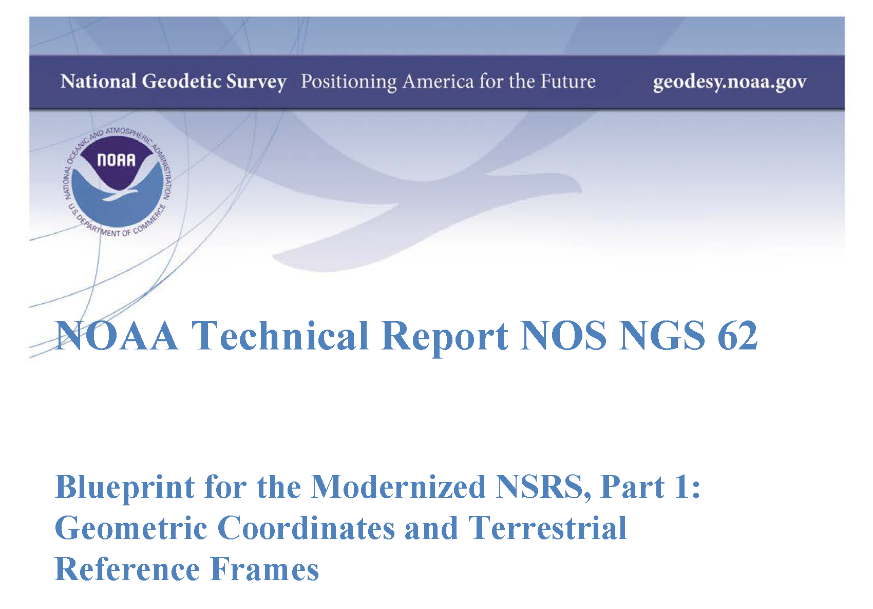 National Geodetic Survey Positioning America for the Future geodesy.noaa.gov
NATIONAL OCEANIC AND ATMOSPHERIC ADMINISTRATION
NOAA
U.S. DEPARTMENT OF COMMERCE
NOAA Technical Report NOS NGS 62
Blueprint for the Modernized NSRS, Part 1:
Geometric Coordinates and Terrestrial
Reference Frames